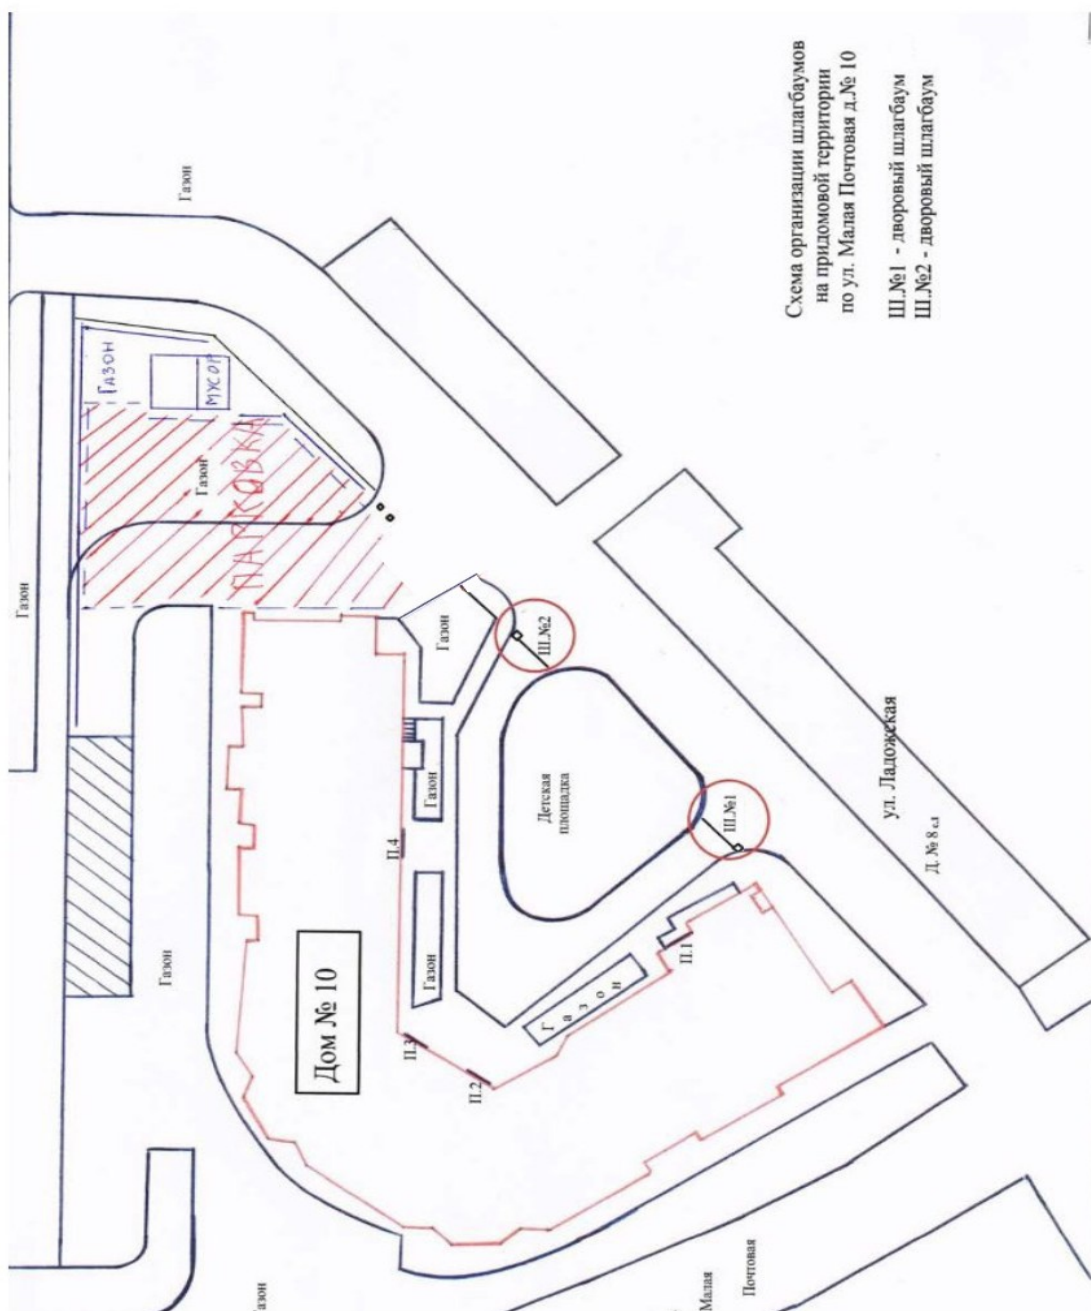 Схема организации шлагбаумов
на придомовой территории
по ул. Малая Почтовая д.№ 10
Ш.№1 - дворовый шлагбаум
Ш.№2 - дворовый шлагбаум
Газон
ГАЗОН
МУСОР
Газон
ПАРКОВКА
Газон
Газон
Ш.№2
Газон
Детская
площадка
Ш.№1
П.4
ул. Ладожская
Д. № 8 с.1
Газон
Газон
П.1
Газон
Дом № 10
П.3
П.2
Малая
Почтовая